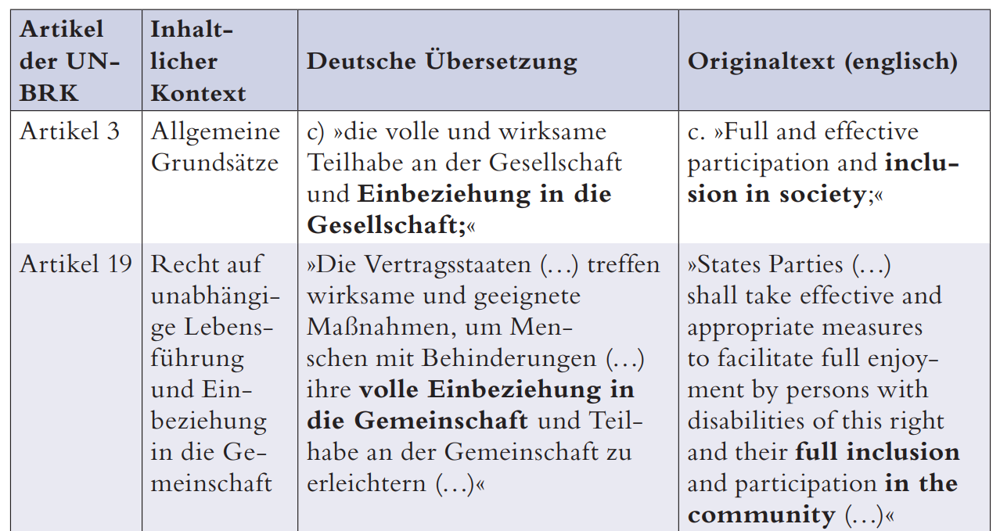 Artikel
der UN-
BRK
Inhalt-
licher
Kontext
Deutsche Übersetzung
Originaltext (englisch)
Artikel 3
Allgemeine
Grundsätze
c) »die volle und wirksame
Teilhabe an der Gesellschaft
und Einbeziehung in die
Gesellschaft;«
c. »Full and effective
participation and inclu-
sion in society;«
Artikel 19
Recht auf
unabhängi-
ge Lebens-
führung
und Ein-
beziehung
in die Ge-
meinschaft
»Die Vertragsstaaten (…) treffen
wirksame und geeignete
Maßnahmen, um Men-
schen mit Behinderungen (…)
ihre volle Einbeziehung in
die Gemeinschaft und Teil-
habe an der Gemeinschaft zu
erleichtern (…)«
»States Parties (…)
shall take effective and
appropriate measures
to facilitate full enjoy-
ment by persons with
disabilities of this right
and their full inclusion
and participation in the
community (…)«